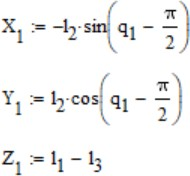 X₁ := −l₂·sin(q₁ − π/2)
Y₁ := l₂·cos(q₁ − π/2)
Z₁ := l₁ − l₃